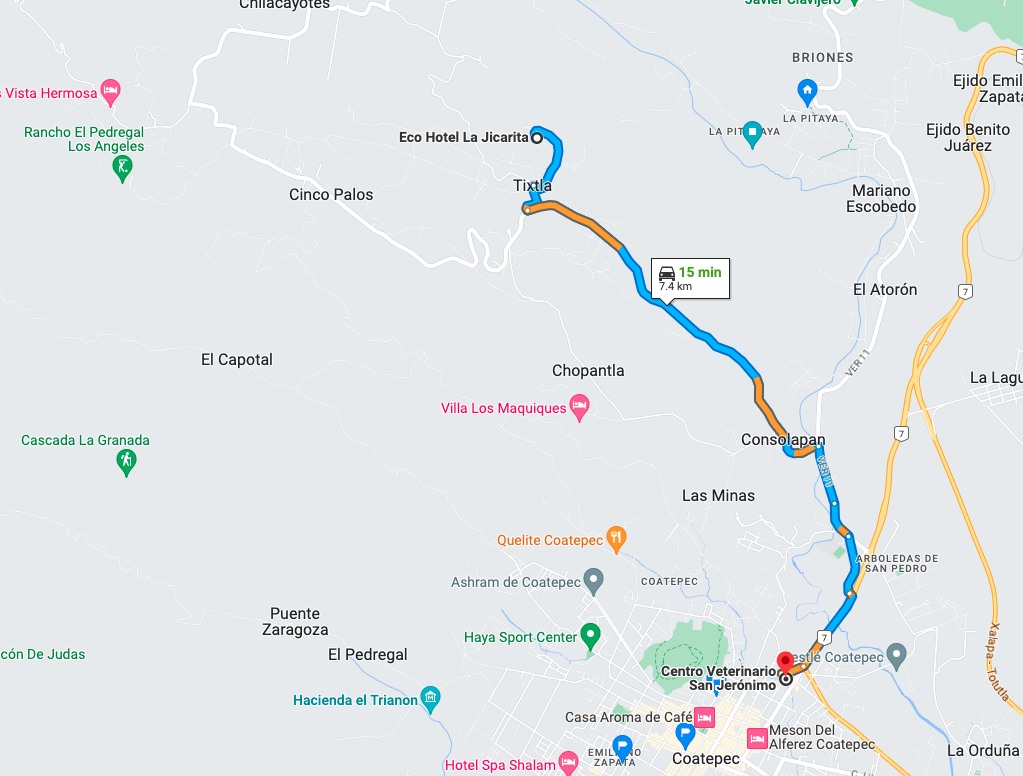 Chilacayotes
Javier Clavijero
BRIONES
Ejido Emil
Zapata
Vista Hermosa
LA PITAYA
Rancho El Pedregal
Los Angeles
Eco Hotel La Jicarita
LA PITAYA
Ejido Benito
Juárez
Tixtla
Cinco Palos
Mariano
Escobedo
15 min
7.4 km
El Atorón
7
El Capotal
Chopantla
VER 11
La Lagu
Villa Los Maquiques
7
Cascada La Granada
Consolapan
VER 11
Las Minas
Quelite Coatepec
ARBOLEDAS DE
SAN PEDRO
Ashram de Coatepec
COATEPEC
Puente
Zaragoza
Haya Sport Center
7
cón De Judas
El Pedregal
estlé Coatepec
Xalapa - Totutla
Centro Veterinario
San Jerónimo
Hacienda el Trianon
Casa Aroma de Café
Meson Del
Alferez Coatepec
EMILIANO
ZAPATA
Coatepec
La Orduña
Hotel Spa Shalam